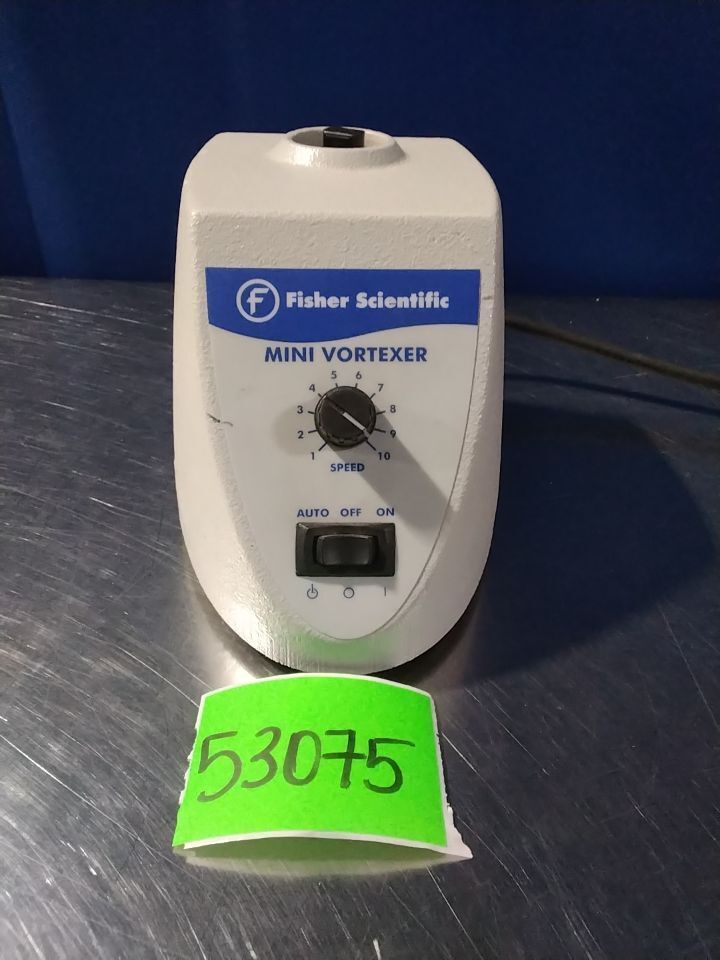 f Fisher Scientific
MINI VORTEXER
1 2 3 4 5 6 7 8 9 10
SPEED
AUTO OFF ON
53075